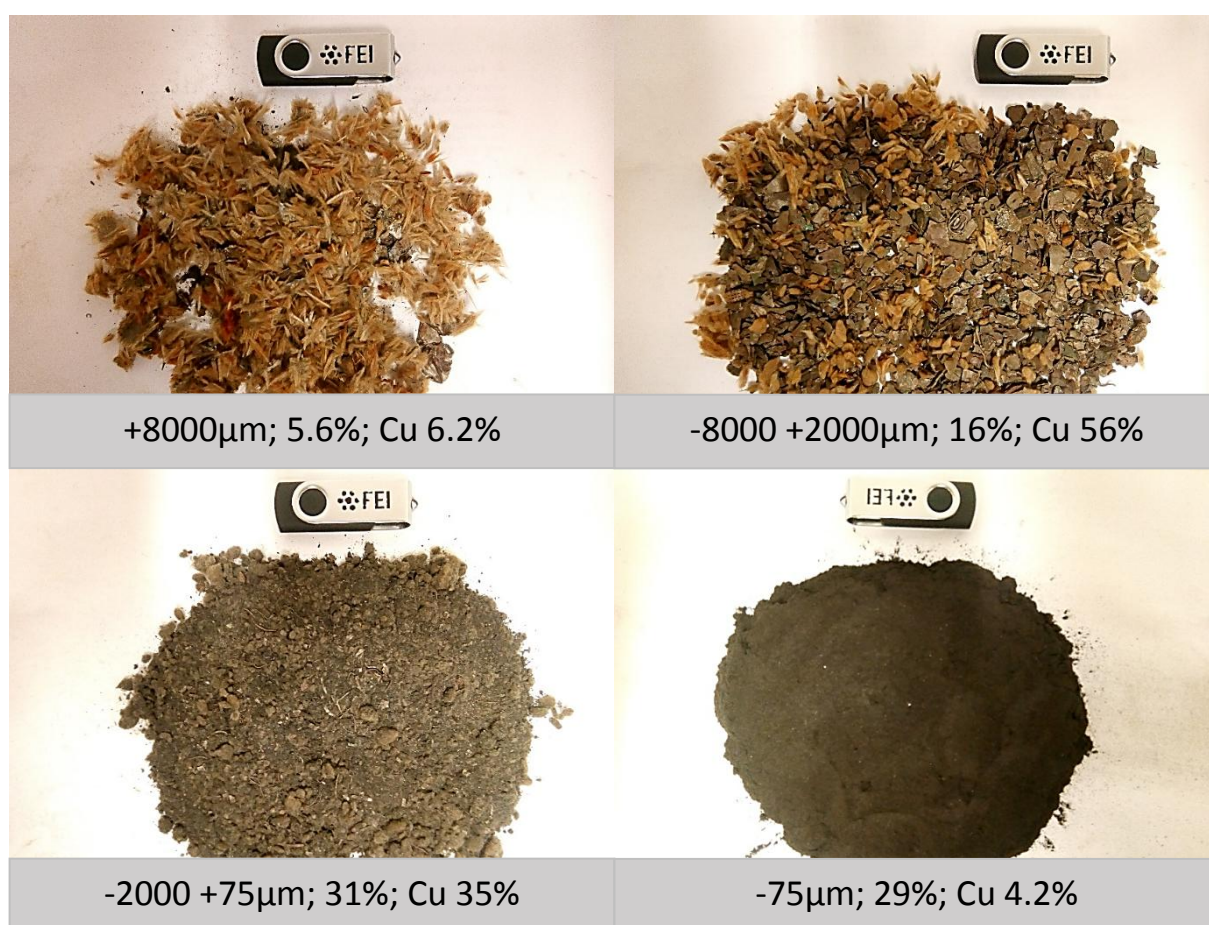 FEI
FEI
+8000µm; 5.6%; Cu 6.2%
-8000 +2000µm; 16%; Cu 56%
FEI
FEI
-2000 +75µm; 31%; Cu 35%
-75µm; 29%; Cu 4.2%